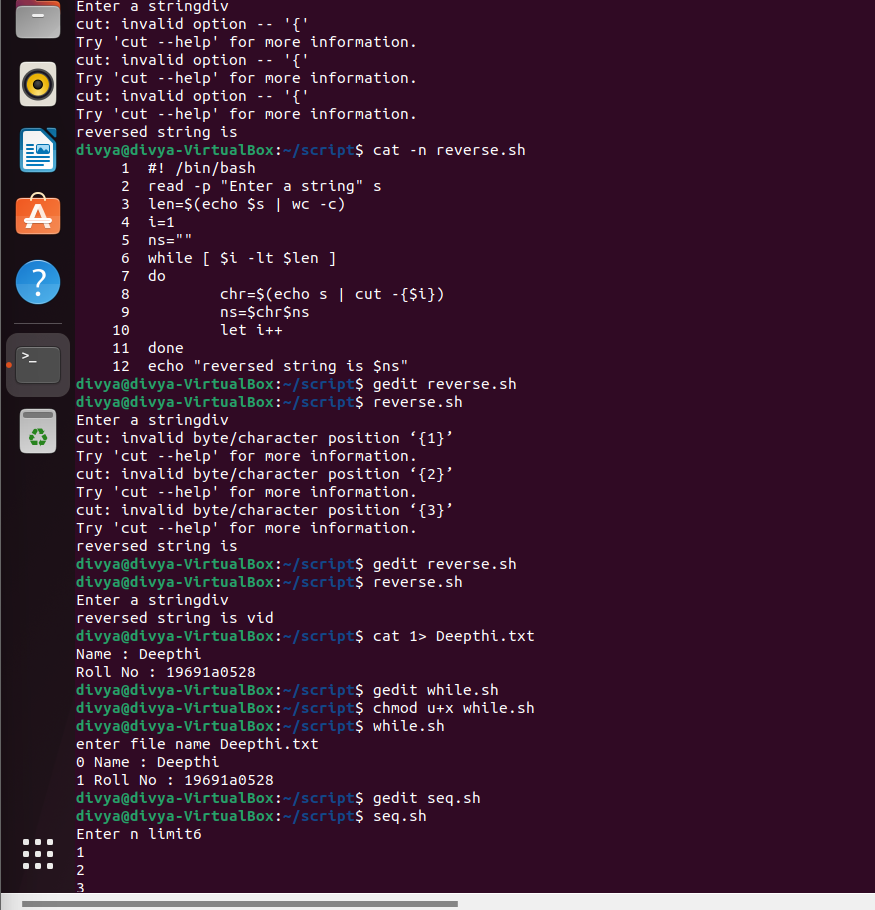 Enter a stringdiv
cut: invalid option -- '{'
Try 'cut --help' for more information.
cut: invalid option -- '{'
Try 'cut --help' for more information.
cut: invalid option -- '{'
Try 'cut --help' for more information.
reversed string is
divya@divya-VirtualBox:~/script$ cat -n reverse.sh
     1	#! /bin/bash
     2	read -p "Enter a string" s
     3	len=$(echo $s | wc -c)
     4	i=1
     5	ns=""
     6	while [ $i -lt $len ]
     7	do
     8		chr=$(echo s | cut -{$i})
     9		ns=$chr$ns
    10		let i++
    11	done
    12	echo "reversed string is $ns"
divya@divya-VirtualBox:~/script$ gedit reverse.sh
divya@divya-VirtualBox:~/script$ reverse.sh
Enter a stringdiv
cut: invalid byte/character position ‘{1}’
Try 'cut --help' for more information.
cut: invalid byte/character position ‘{2}’
Try 'cut --help' for more information.
cut: invalid byte/character position ‘{3}’
Try 'cut --help' for more information.
reversed string is
divya@divya-VirtualBox:~/script$ gedit reverse.sh
divya@divya-VirtualBox:~/script$ reverse.sh
Enter a stringdiv
reversed string is vid
divya@divya-VirtualBox:~/script$ cat 1> Deepthi.txt
Name : Deepthi
Roll No : 19691a0528
divya@divya-VirtualBox:~/script$ gedit while.sh
divya@divya-VirtualBox:~/script$ chmod u+x while.sh
divya@divya-VirtualBox:~/script$ while.sh
enter file name Deepthi.txt
0 Name : Deepthi
1 Roll No : 19691a0528
divya@divya-VirtualBox:~/script$ gedit seq.sh
divya@divya-VirtualBox:~/script$ seq.sh
Enter n limit6
1
2
3